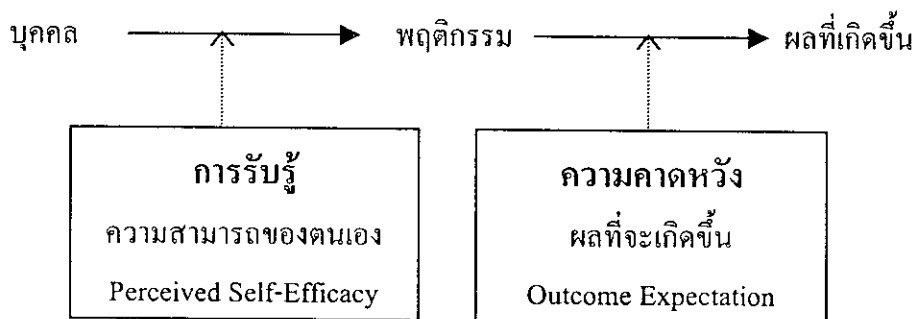 บุคคล พฤติกรรม ผลที่เกิดขึ้น
การรับรู้
ความสามารถของตนเอง
Perceived Self-Efficacy
ความคาดหวัง
ผลที่จะเกิดขึ้น
Outcome Expectation